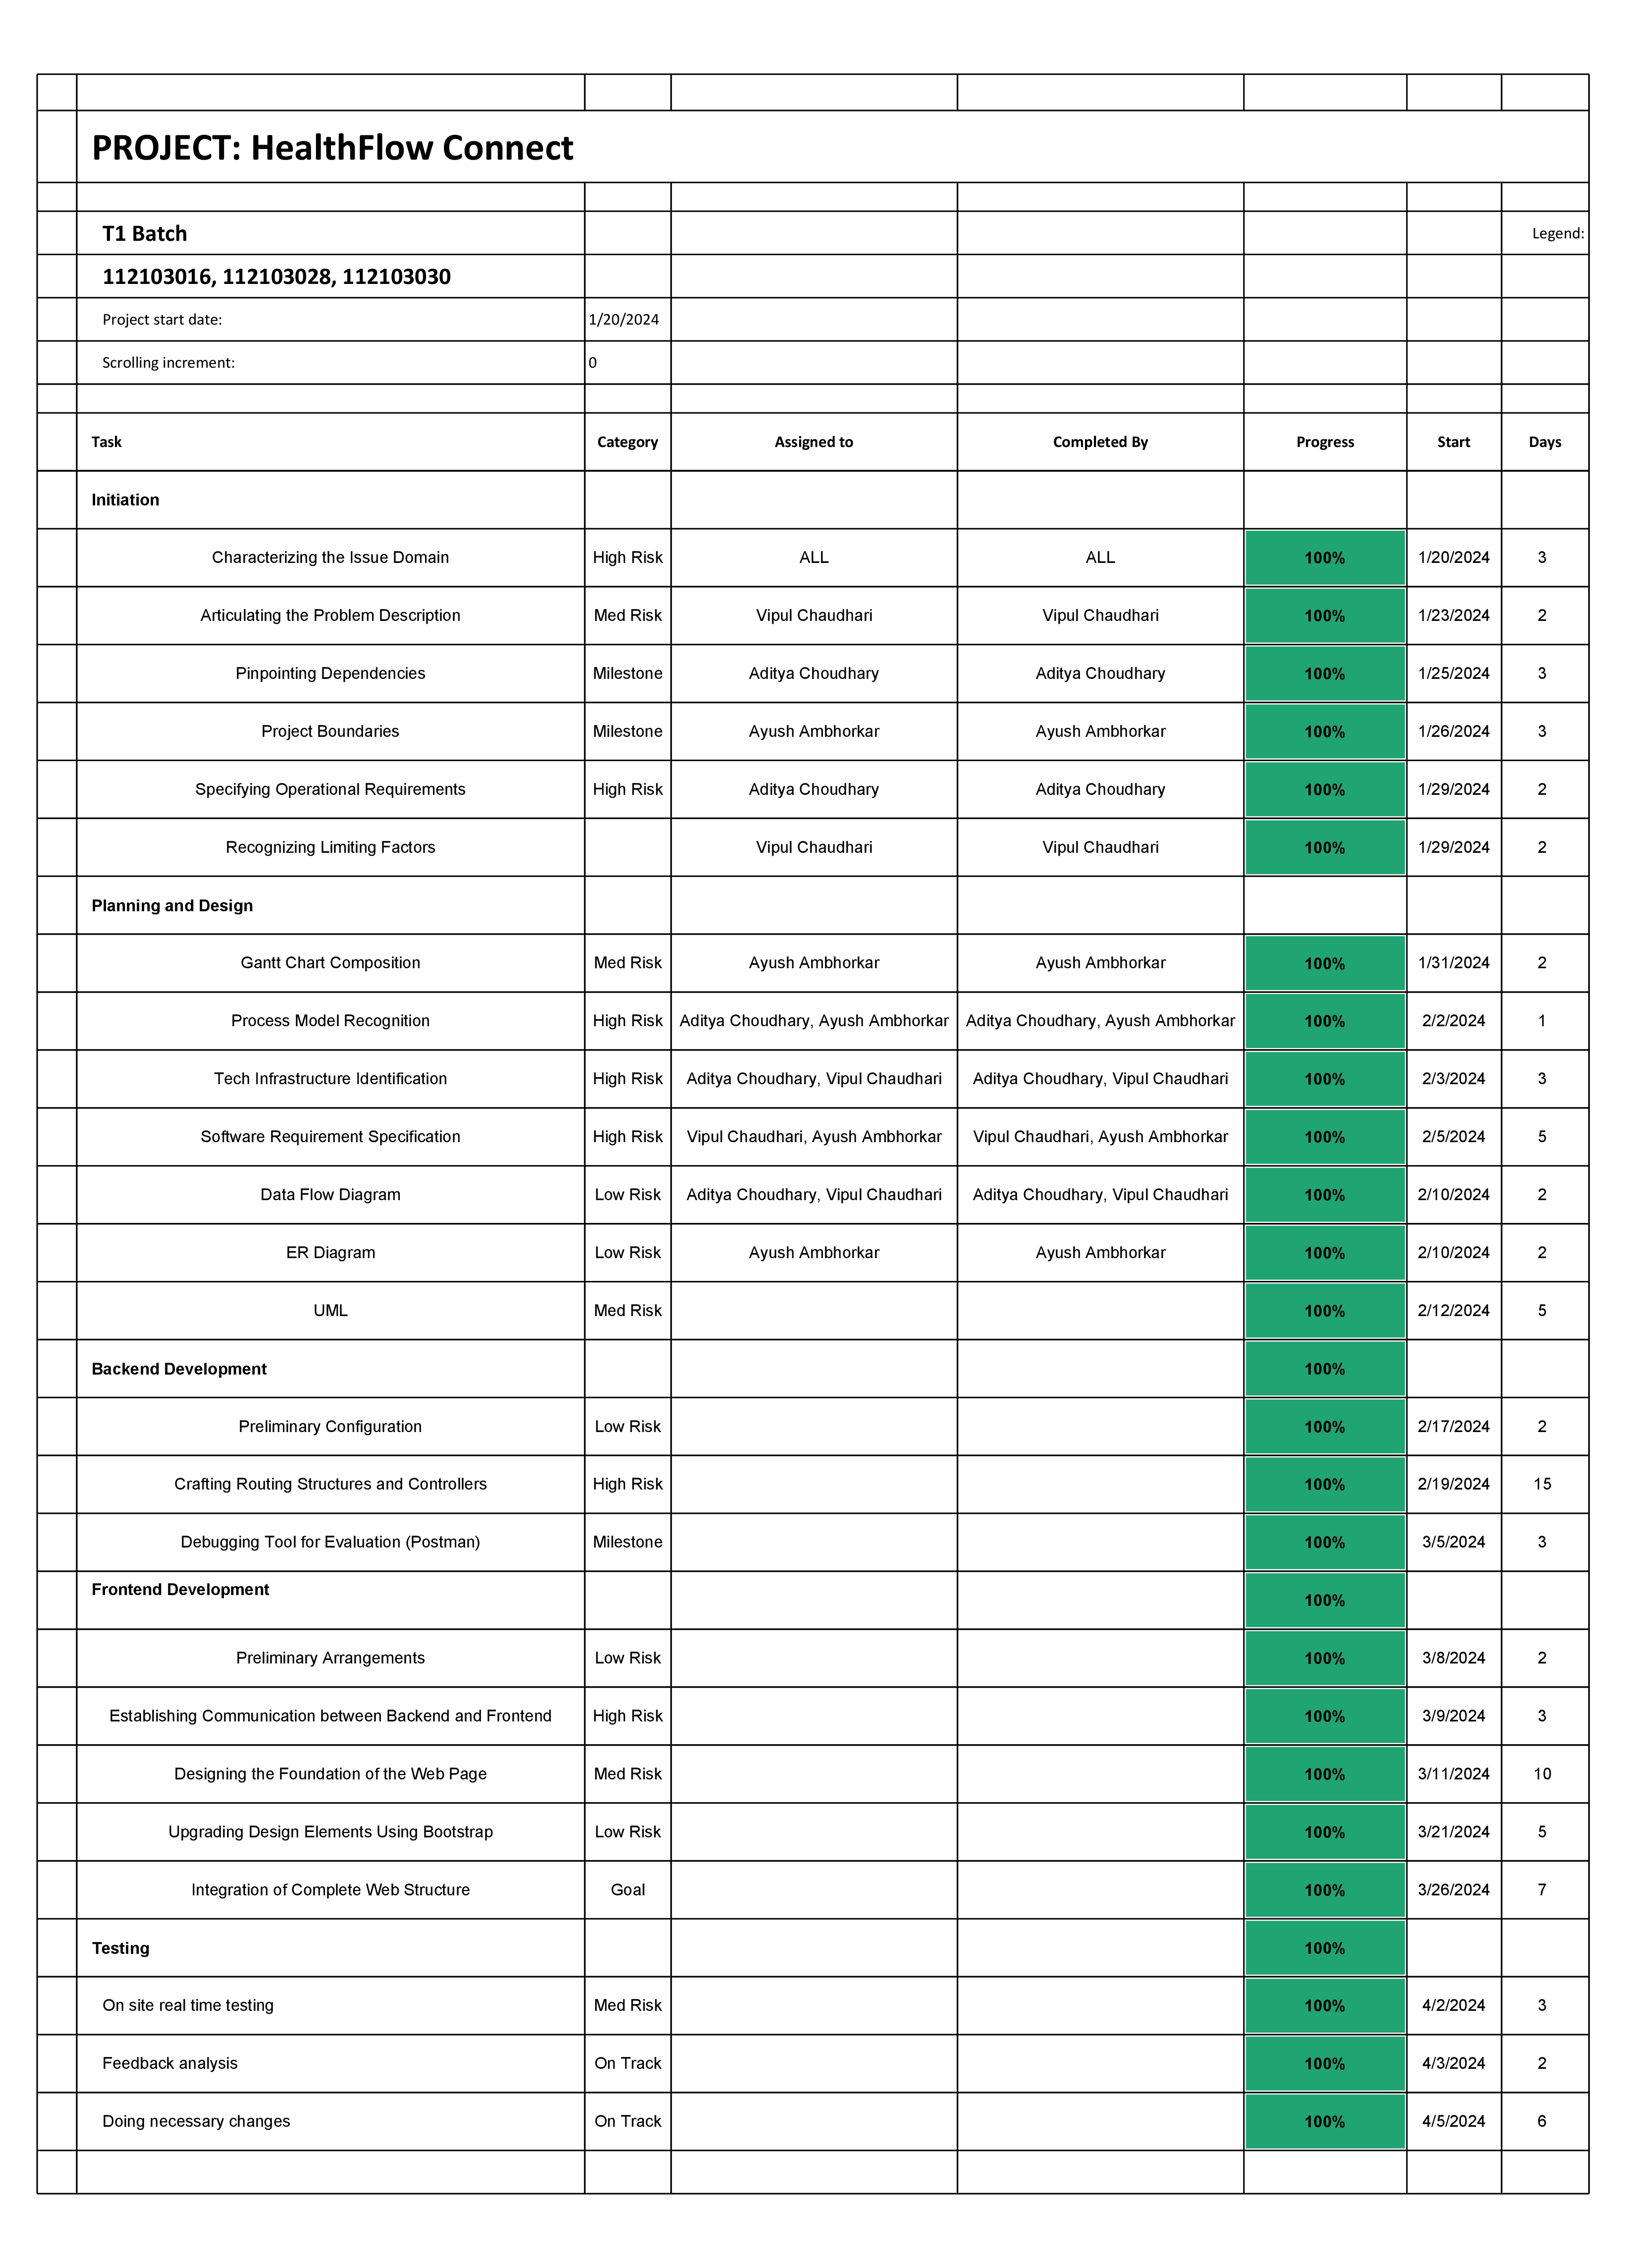 PROJECT: HealthFlow Connect
T1 Batch Legend:
112103016, 112103028, 112103030
Project start date: 1/20/2024
Scrolling increment: 0
Task Category Assigned to Completed By Progress Start Days
Initiation
Characterizing the Issue Domain High Risk ALL ALL 100% 1/20/2024 3
Articulating the Problem Description Med Risk Vipul Chaudhari Vipul Chaudhari 100% 1/23/2024 2
Pinpointing Dependencies Milestone Aditya Choudhary Aditya Choudhary 100% 1/25/2024 3
Project Boundaries Milestone Ayush Ambhorkar Ayush Ambhorkar 100% 1/26/2024 3
Specifying Operational Requirements High Risk Aditya Choudhary Aditya Choudhary 100% 1/29/2024 2
Recognizing Limiting Factors Vipul Chaudhari Vipul Chaudhari 100% 1/29/2024 2
Planning and Design
Gantt Chart Composition Med Risk Ayush Ambhorkar Ayush Ambhorkar 100% 1/31/2024 2
Process Model Recognition High Risk Aditya Choudhary, Ayush Ambhorkar Aditya Choudhary, Ayush Ambhorkar 100% 2/2/2024 1
Tech Infrastructure Identification High Risk Aditya Choudhary, Vipul Chaudhari Aditya Choudhary, Vipul Chaudhari 100% 2/3/2024 3
Software Requirement Specification High Risk Vipul Chaudhari, Ayush Ambhorkar Vipul Chaudhari, Ayush Ambhorkar 100% 2/5/2024 5
Data Flow Diagram Low Risk Aditya Choudhary, Vipul Chaudhari Aditya Choudhary, Vipul Chaudhari 100% 2/10/2024 2
ER Diagram Low Risk Ayush Ambhorkar Ayush Ambhorkar 100% 2/10/2024 2
UML Med Risk 100% 2/12/2024 5
Backend Development 100%
Preliminary Configuration Low Risk 100% 2/17/2024 2
Crafting Routing Structures and Controllers High Risk 100% 2/19/2024 15
Debugging Tool for Evaluation (Postman) Milestone 100% 3/5/2024 3
Frontend Development 100%
Preliminary Arrangements Low Risk 100% 3/8/2024 2
Establishing Communication between Backend and Frontend High Risk 100% 3/9/2024 3
Designing the Foundation of the Web Page Med Risk 100% 3/11/2024 10
Upgrading Design Elements Using Bootstrap Low Risk 100% 3/21/2024 5
Integration of Complete Web Structure Goal 100% 3/26/2024 7
Testing 100%
On site real time testing Med Risk 100% 4/2/2024 3
Feedback analysis On Track 100% 4/3/2024 2
Doing necessary changes On Track 100% 4/5/2024 6